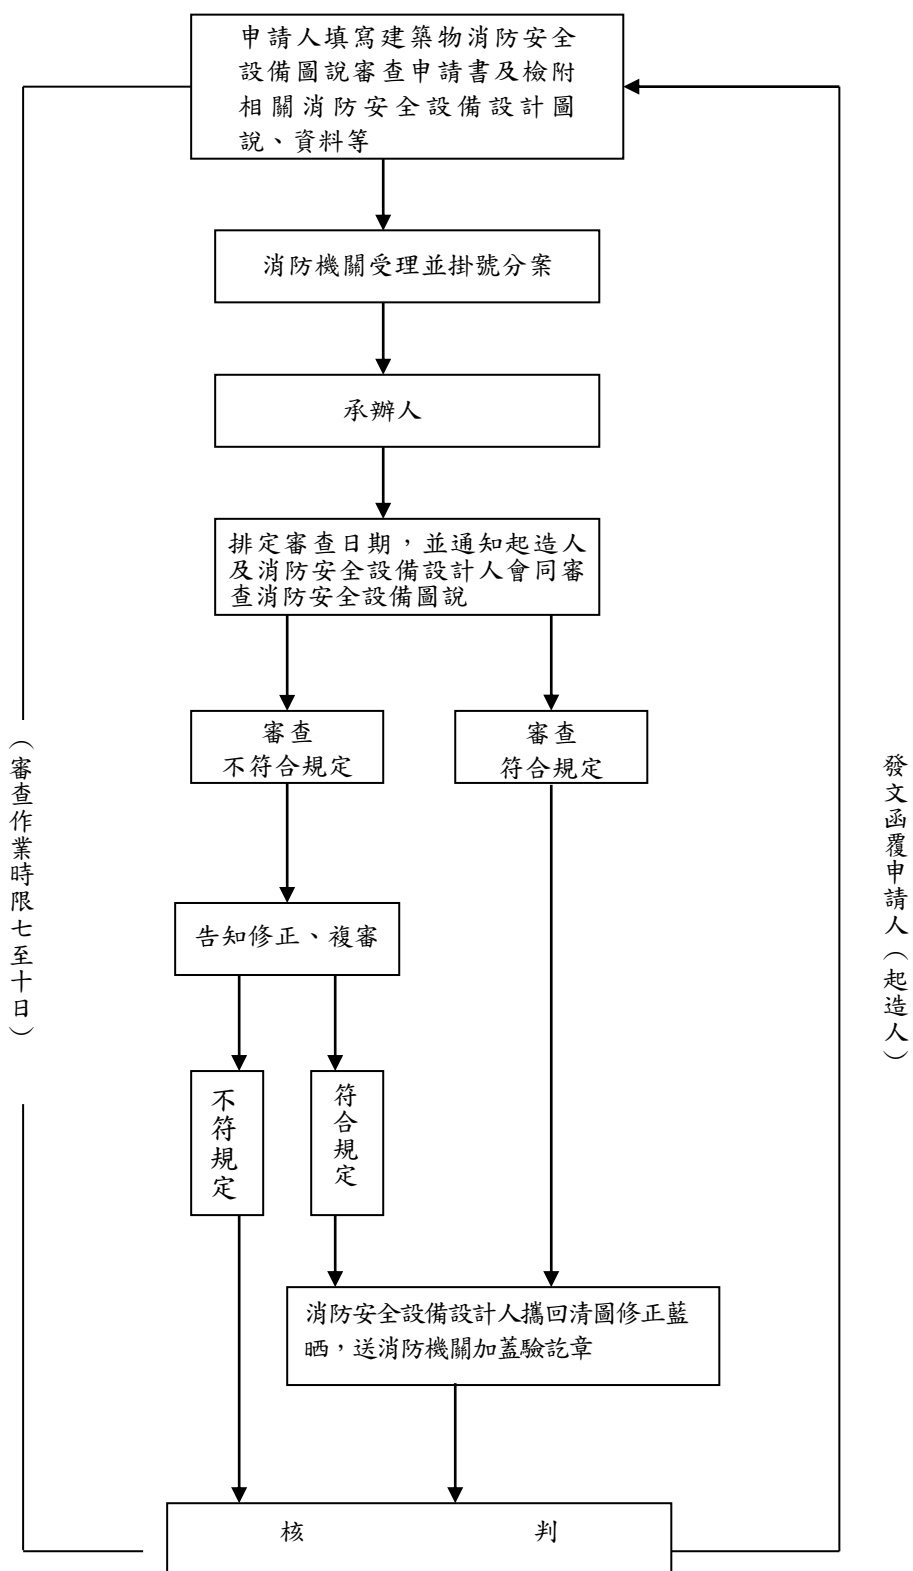 申請人填寫建築物消防安全
設備圖說審查申請書及檢附
相關消防安全設備設計圖
說、資料等
消防機關受理並掛號分案
承辦人
排定審查日期，並通知起造人
及消防安全設備設計人會同審
查消防安全設備圖說
審查
不符合規定
審查
符合規定
（審查作業時限七至十日）
發文函覆申請人（起造人）
告知修正、複審
不符規定
符合規定
消防安全設備設計人攜回清圖修正藍
晒，送消防機關加蓋驗訖章
核 判